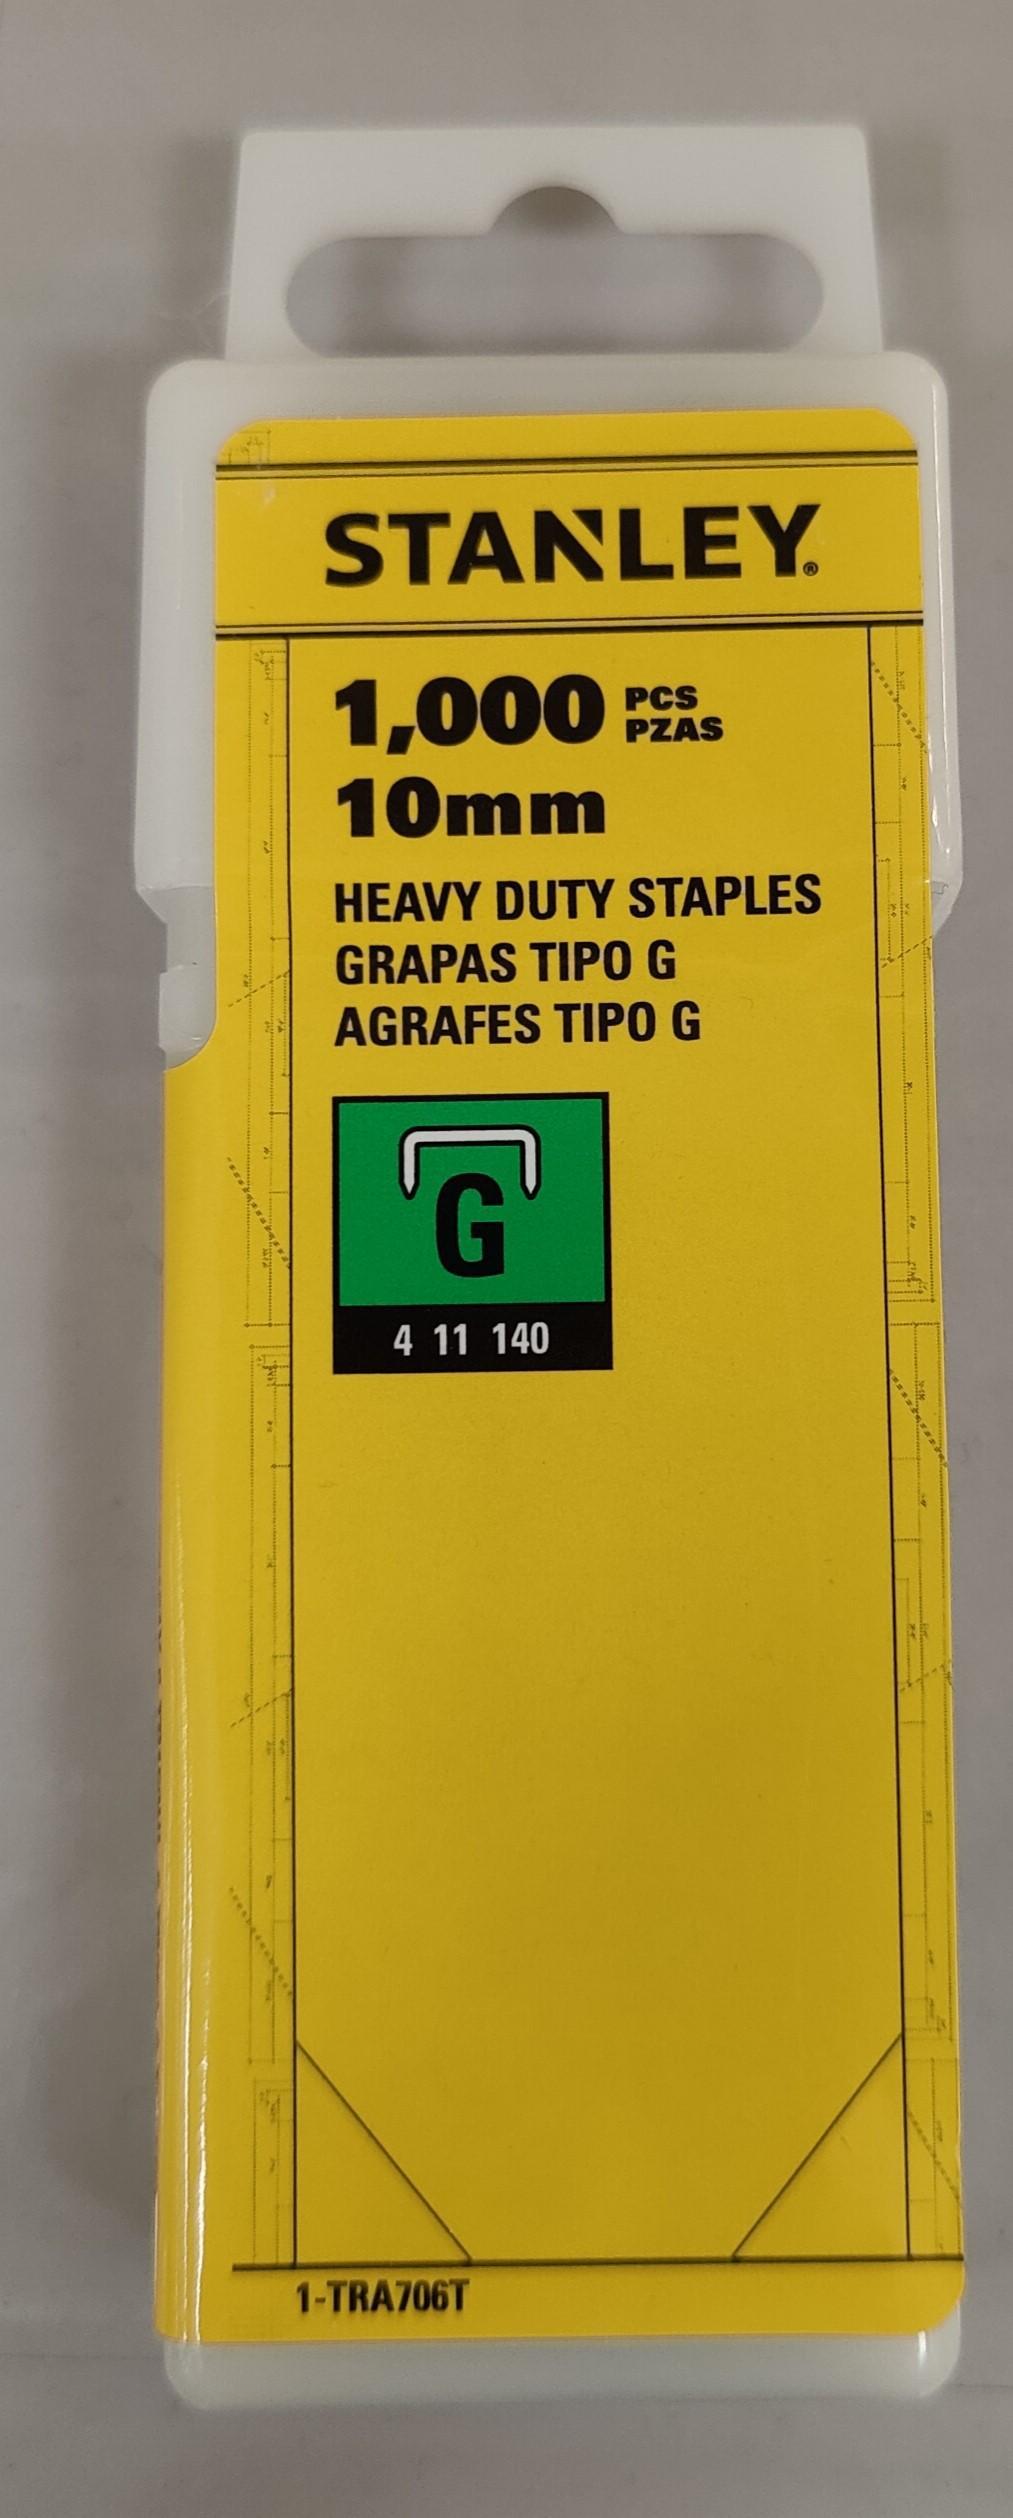 STANLEY®
1,000 PCS
PZAS
10mm
HEAVY DUTY STAPLES
GRAPAS TIPO G
AGRAFES TIPO G
G
4 11 140
1-TRA706T